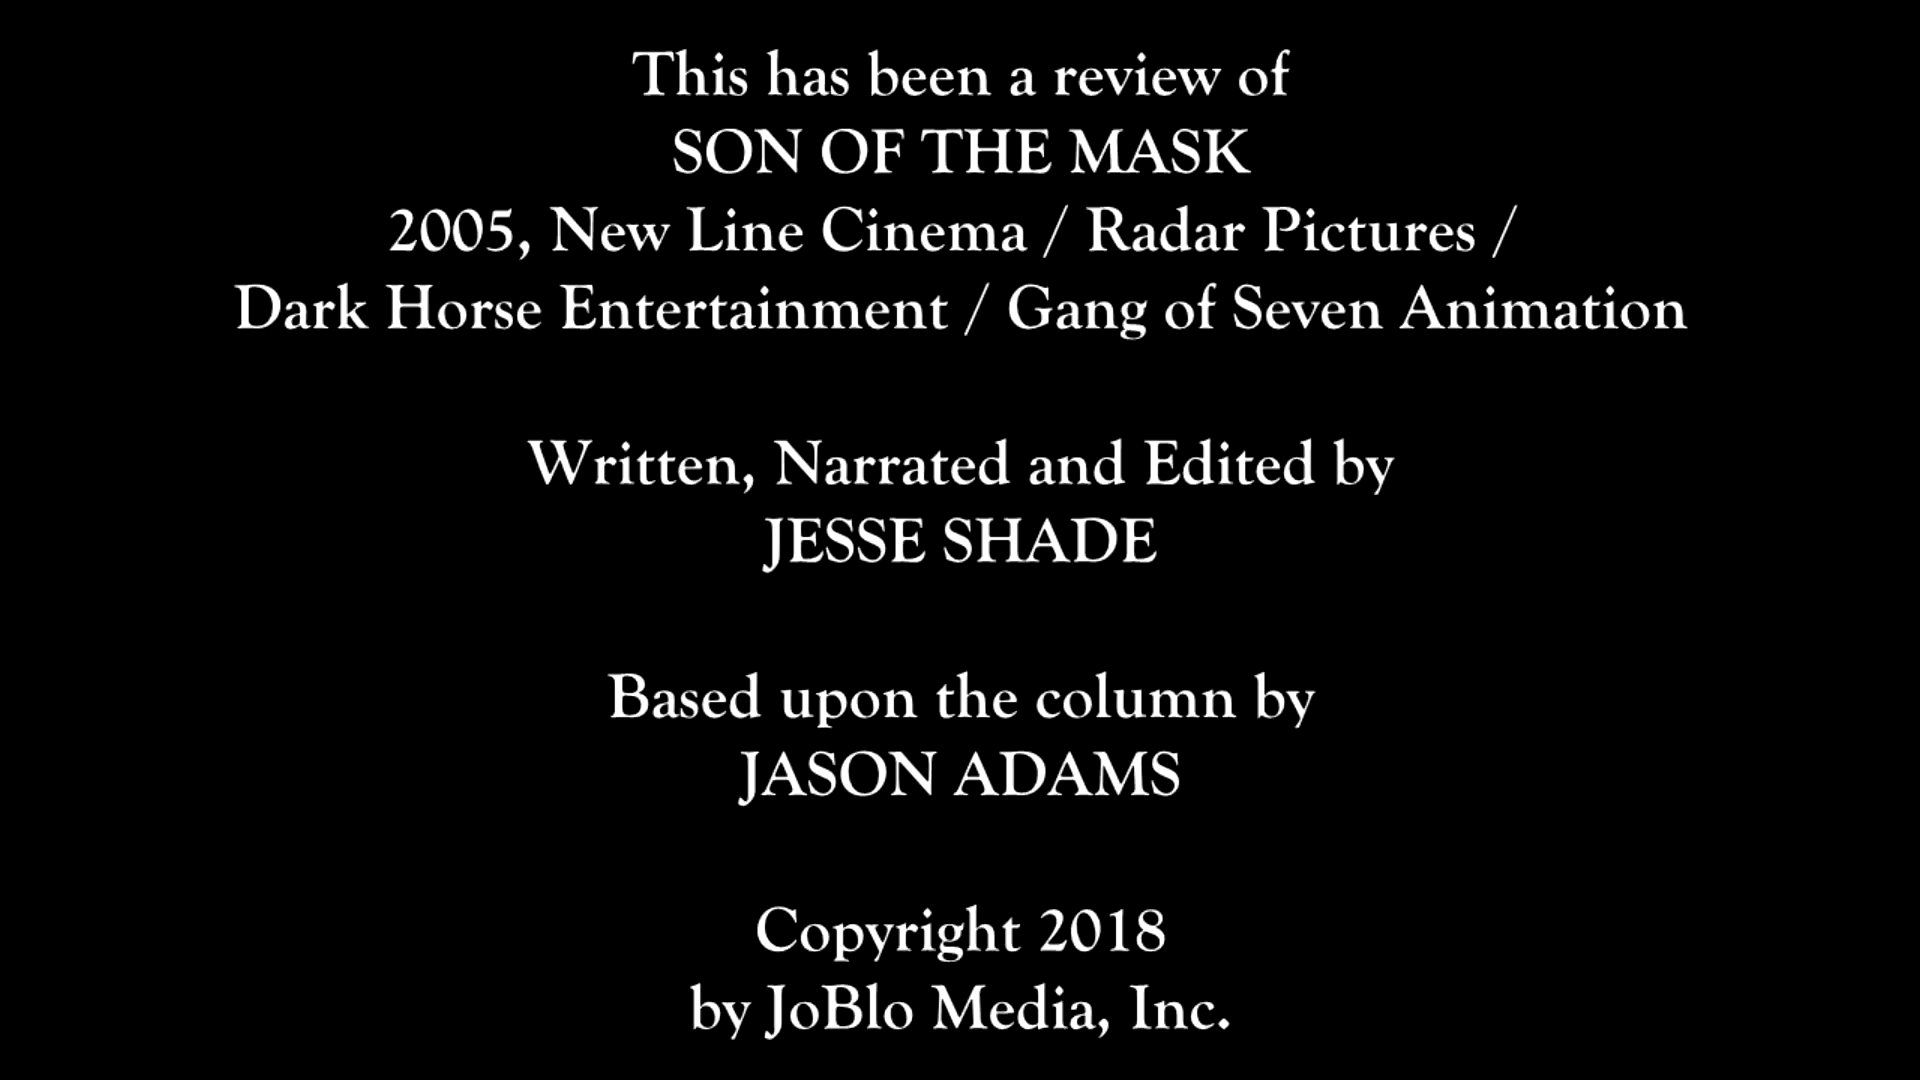 This has been a review of
SON OF THE MASK
2005, New Line Cinema / Radar Pictures /
Dark Horse Entertainment / Gang of Seven Animation
Written, Narrated and Edited by
JESSE SHADE
Based upon the column by
JASON ADAMS
Copyright 2018
by JoBlo Media, Inc.